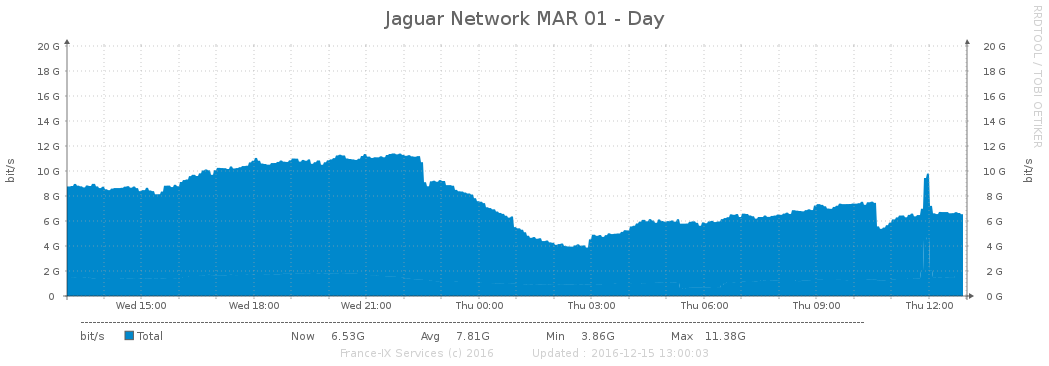 Jaguar Network MAR 01 - Day
RRDTOOL / TOBI OETIKER
20 G 20 G
18 G 18 G
16 G 16 G
14 G 14 G
12 G 12 G
10 G 10 G
8 G 8 G
6 G 6 G
4 G 4 G
2 G 2 G
0 0 G
bit/s bit/s
Wed 15:00 Wed 18:00 Wed 21:00 Thu 00:00 Thu 03:00 Thu 06:00 Thu 09:00 Thu 12:00
bit/s Total Now 6.53G Avg 7.81G Min 3.86G Max 11.38G
France-IX Services (c) 2016 Updated : 2016-12-15 13:00:03